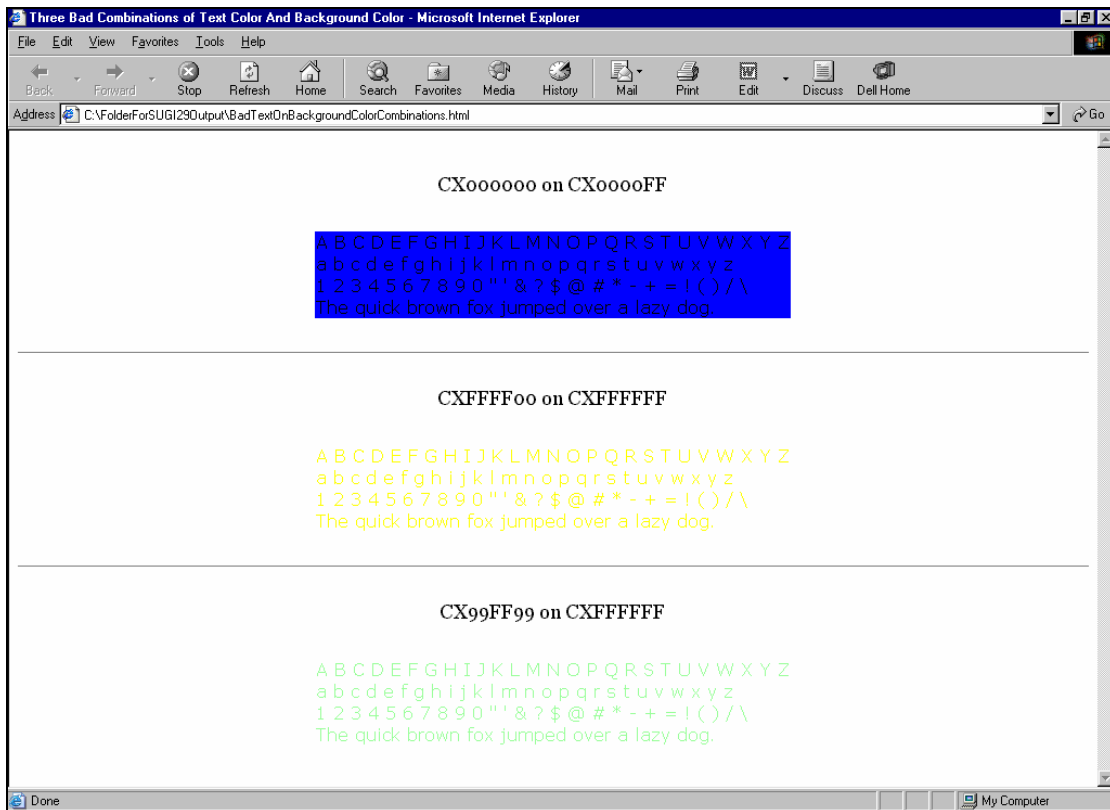 Three Bad Combinations of Text Color And Background Color - Microsoft Internet Explorer
File Edit View Favorites Tools Help
Back Forward Stop Refresh Home Search Favorites Media History Mail Print Edit Discuss Dell Home
Address C:\FolderForSUGI29Output\BadTextOnBackgroundColorCombinations.html Go
CX000000 on CX0000FF
A B C D E F G H I J K L M N O P Q R S T U V W X Y Z
a b c d e f g h i j k l m n o p q r s t u v w x y z
1 2 3 4 5 6 7 8 9 0 " ' & ? $ @ # * - + = ! ( ) / \
The quick brown fox jumped over a lazy dog.
CXFFFF00 on CXFFFFFF
A B C D E F G H I J K L M N O P Q R S T U V W X Y Z
a b c d e f g h i j k l m n o p q r s t u v w x y z
1 2 3 4 5 6 7 8 9 0 " ' & ? $ @ # * - + = ! ( ) / \
The quick brown fox jumped over a lazy dog.
CX99FF99 on CXFFFFFF
A B C D E F G H I J K L M N O P Q R S T U V W X Y Z
a b c d e f g h i j k l m n o p q r s t u v w x y z
1 2 3 4 5 6 7 8 9 0 " ' & ? $ @ # * - + = ! ( ) / \
The quick brown fox jumped over a lazy dog.
Done My Computer